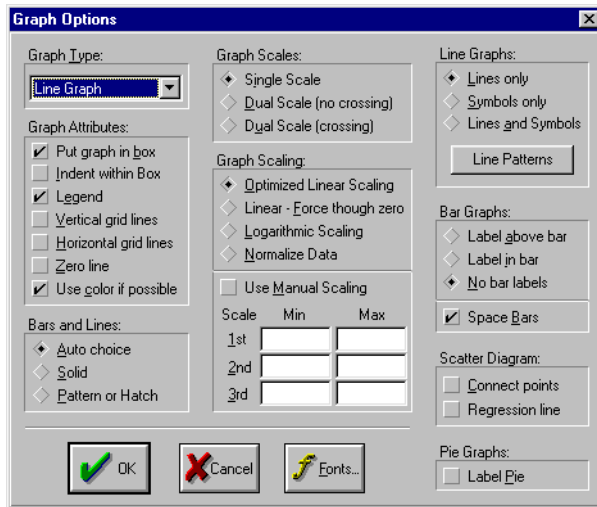 Graph Options
Graph Type:
Line Graph
Graph Attributes:
Put graph in box
Indent within Box
Legend
Vertical grid lines
Horizontal grid lines
Zero line
Use color if possible
Bars and Lines:
Auto choice
Solid
Pattern or Hatch
Graph Scales:
Single Scale
Dual Scale (no crossing)
Dual Scale (crossing)
Graph Scaling:
Optimized Linear Scaling
Linear - Force though zero
Logarithmic Scaling
Normalize Data
Use Manual Scaling
Scale Min Max
1st
2nd
3rd
Line Graphs:
Lines only
Symbols only
Lines and Symbols
Line Patterns
Bar Graphs:
Label above bar
Label in bar
No bar labels
Space Bars
Scatter Diagram:
Connect points
Regression line
Pie Graphs:
Label Pie
OK
Cancel
Fonts...